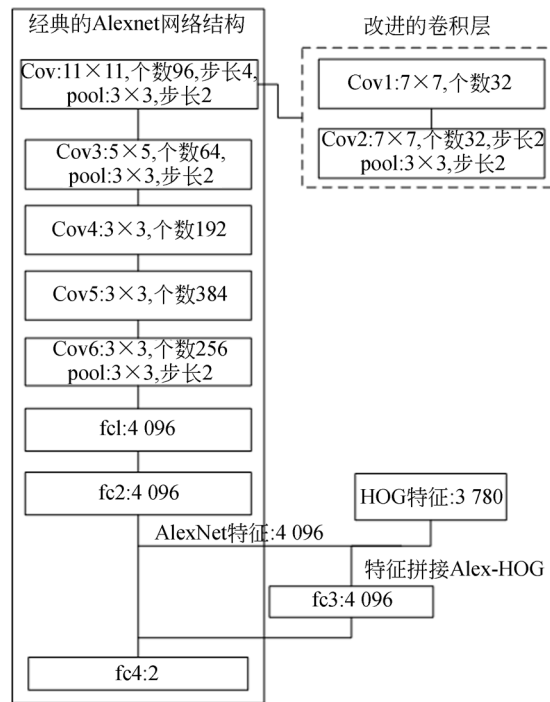 经典的Alexnet网络结构
Cov:11×11,个数96,步长4,
pool:3×3,步长2
Cov3:5×5,个数64,
pool:3×3,步长2
Cov4:3×3,个数192
Cov5:3×3,个数384
Cov6:3×3,个数256
pool:3×3,步长2
fcl:4 096
fc2:4 096
AlexNet特征:4 096
fc4:2
改进的卷积层
Cov1:7×7,个数32
Cov2:7×7,个数32,步长2
pool:3×3,步长2
HOG特征:3 780
特征拼接Alex-HOG
fc3:4 096